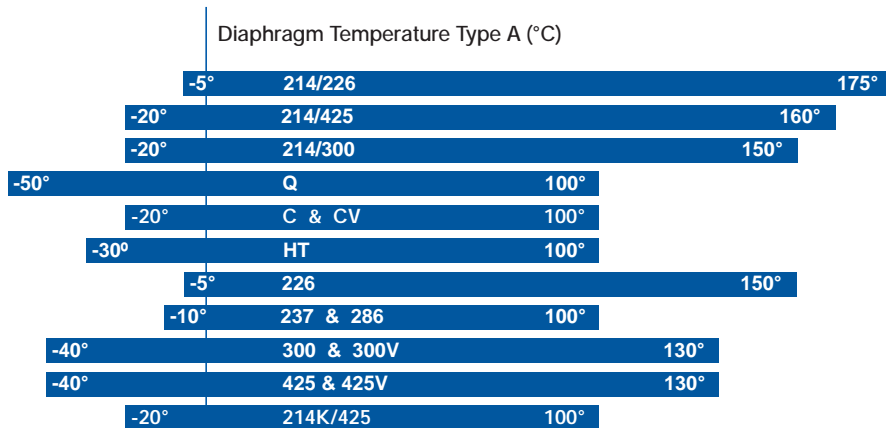 Diaphragm Temperature Type A (°C)
-5° 214/226 175°
-20° 214/425 160°
-20° 214/300 150°
-50° Q 100°
-20° C & CV 100°
-30º HT 100°
-5° 226 150°
-10° 237 & 286 100°
-40° 300 & 300V 130°
-40° 425 & 425V 130°
-20° 214K/425 100°